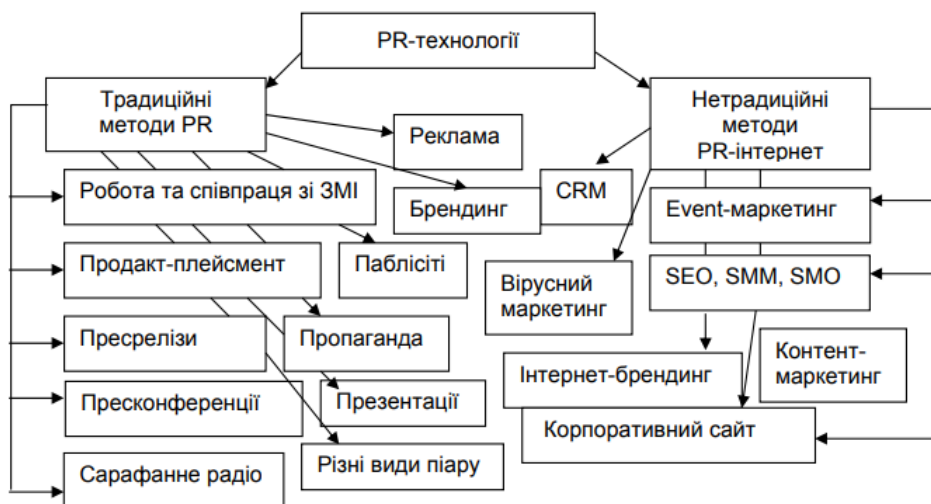 PR-технології
Традиційні
методи PR
Нетрадиційні
методи
PR-інтернет
Реклама
Робота та співпраця зі ЗМІ
Брендинг
CRM
Event-маркетинг
Продакт-плейсмент
Паблісіті
Вірусний
маркетинг
SEO, SMM, SMO
Пресрелізи
Пропаганда
Інтернет-брендинг
Контент-
маркетинг
Пресконференції
Презентації
Корпоративний сайт
Сарафанне радіо
Різні види піару